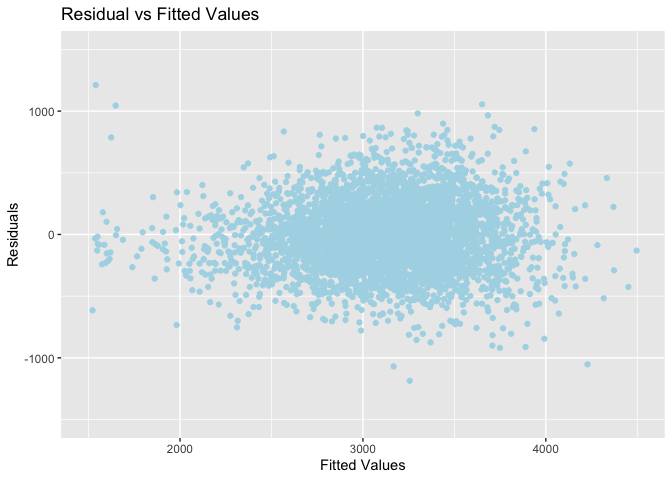 Residual vs Fitted Values
1000
0
-1000
2000 3000 4000
Fitted Values
Residuals